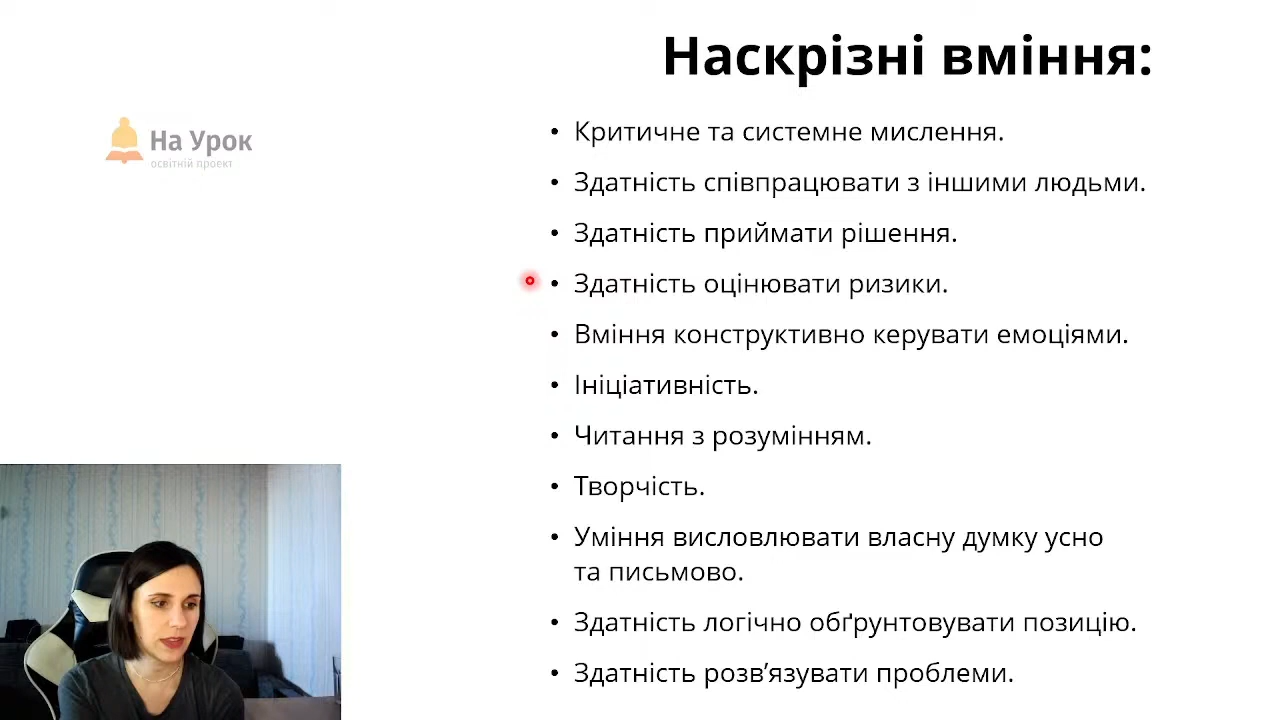 Наскрізні вміння:
На Урок
освітній проект
• Критичне та системне мислення.
• Здатність співпрацювати з іншими людьми.
• Здатність приймати рішення.
• Здатність оцінювати ризики.
• Вміння конструктивно керувати емоціями.
• Ініціативність.
• Читання з розумінням.
• Творчість.
• Уміння висловлювати власну думку усно
та письмово.
• Здатність логічно обґрунтовувати позицію.
• Здатність розв’язувати проблеми.